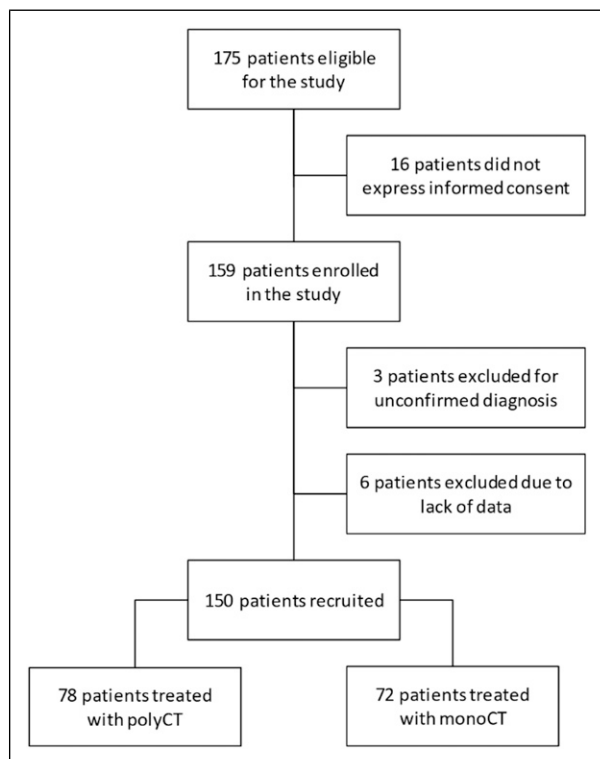 175 patients eligible
for the study
16 patients did not
express informed consent
159 patients enrolled
in the study
3 patients excluded for
unconfirmed diagnosis
6 patients excluded due to
lack of data
150 patients recruited
78 patients treated
with polyCT
72 patients treated
with monoCT